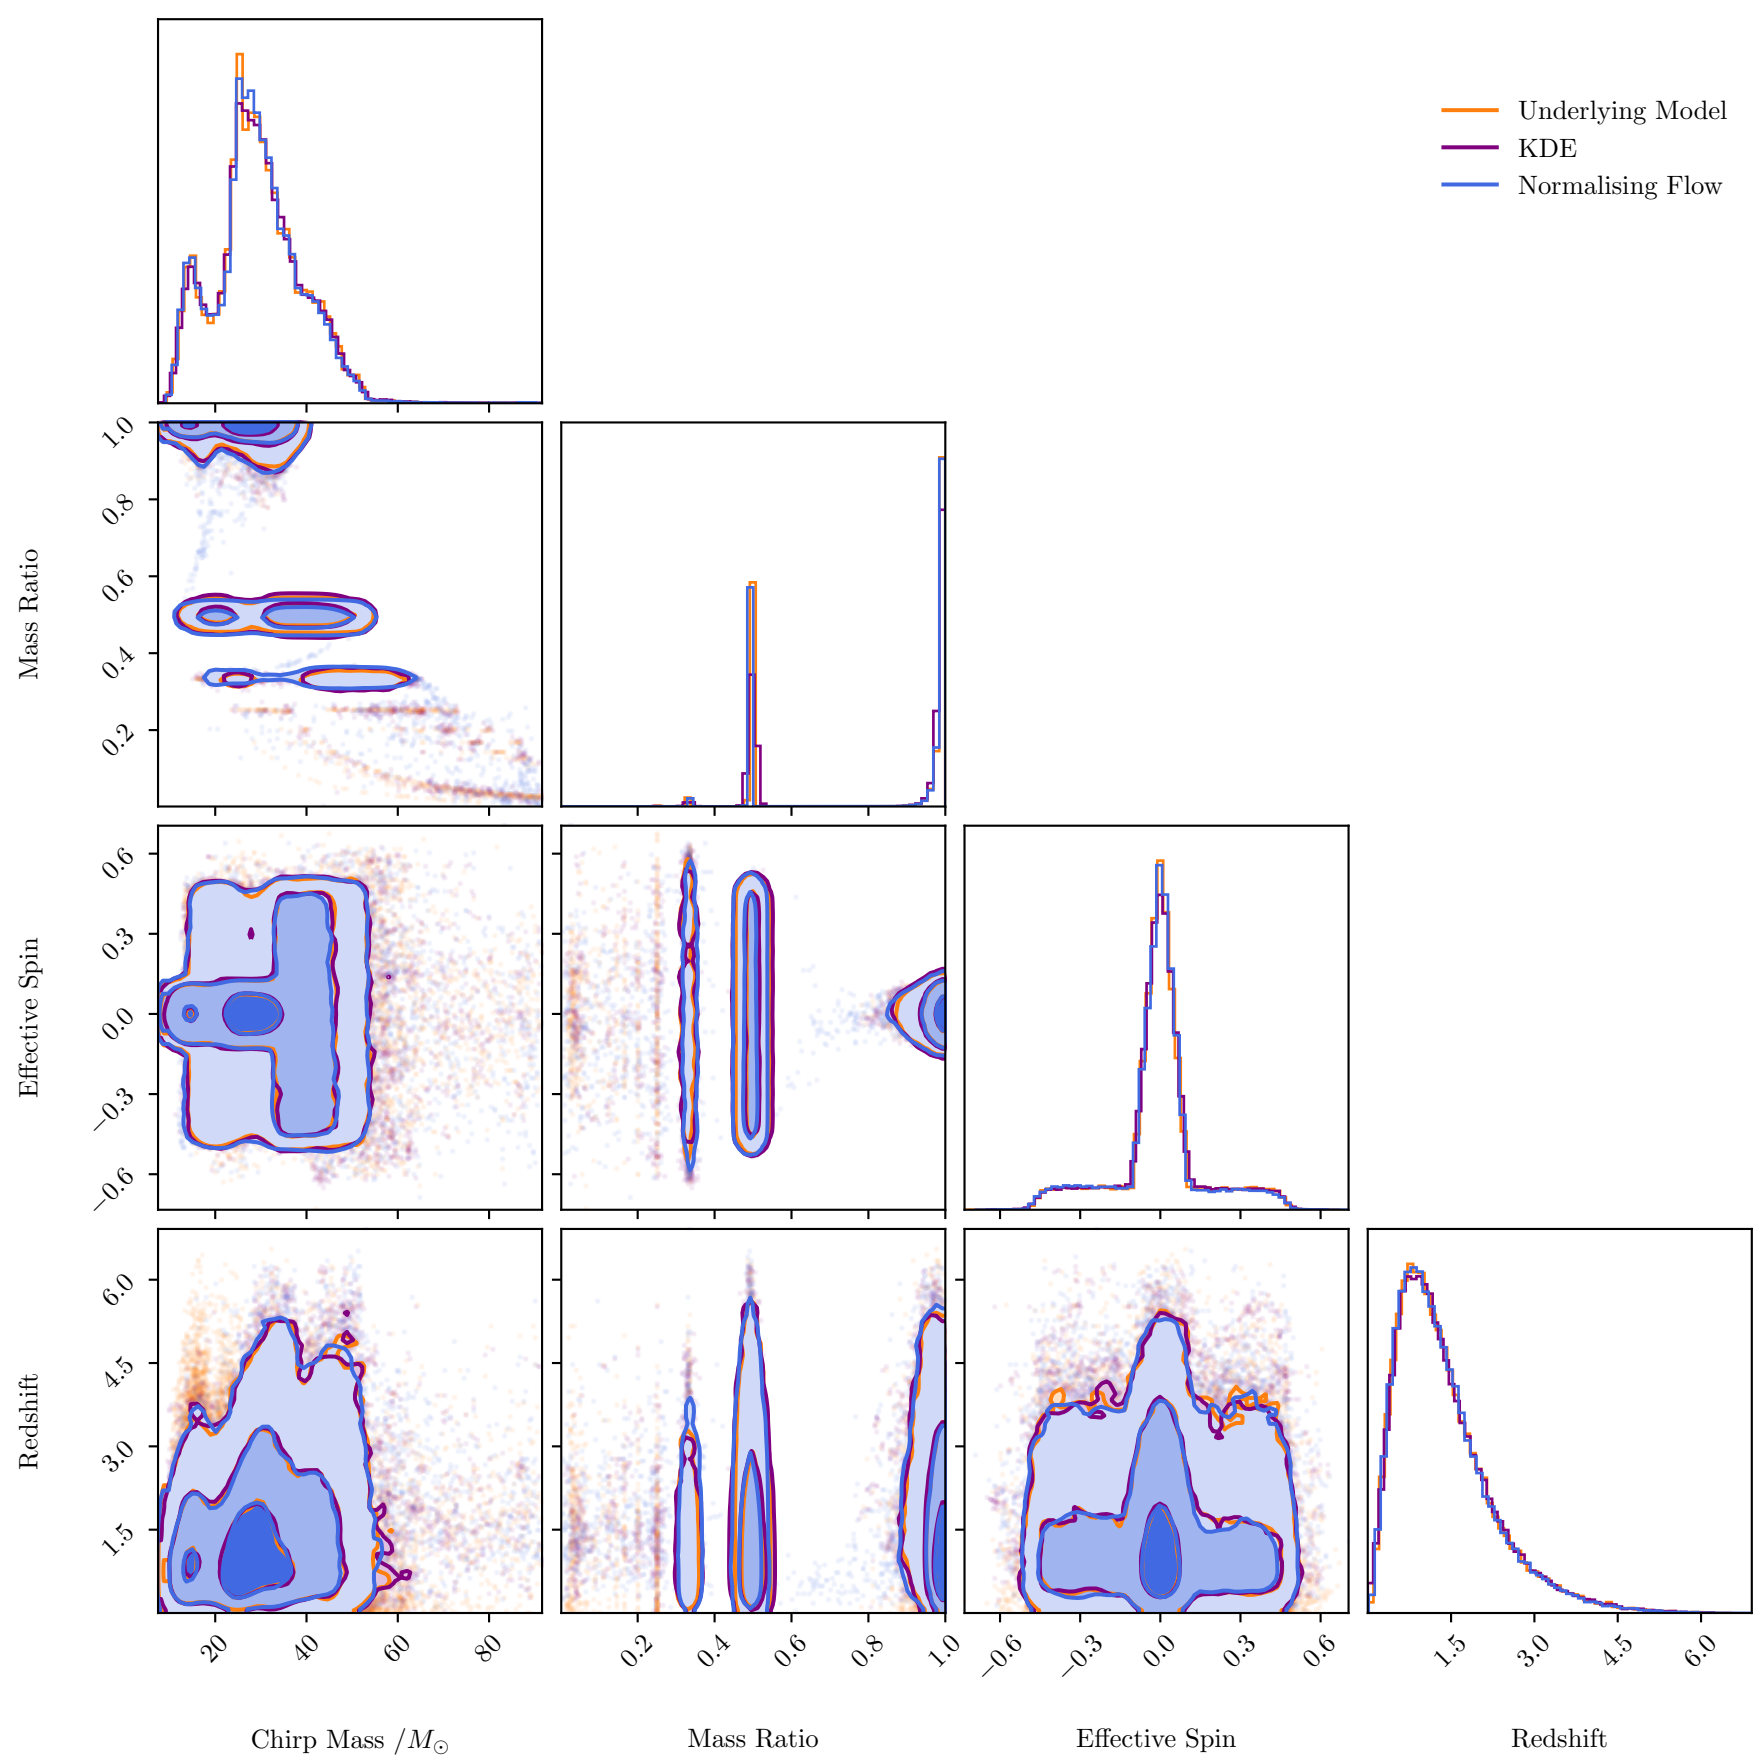 Underlying Model
KDE
Normalising Flow
1.0
0.8
0.6
0.4
0.2
Mass Ratio
0.6
0.3
0.0
−0.3
−0.6
Effective Spin
6.0
4.5
3.0
1.5
Redshift
20 40 60 80
0.2 0.4 0.6 0.8 1.0
−0.6 −0.3 0.0 0.3 0.6
1.5 3.0 4.5 6.0
Chirp Mass /M⊙
Mass Ratio
Effective Spin
Redshift